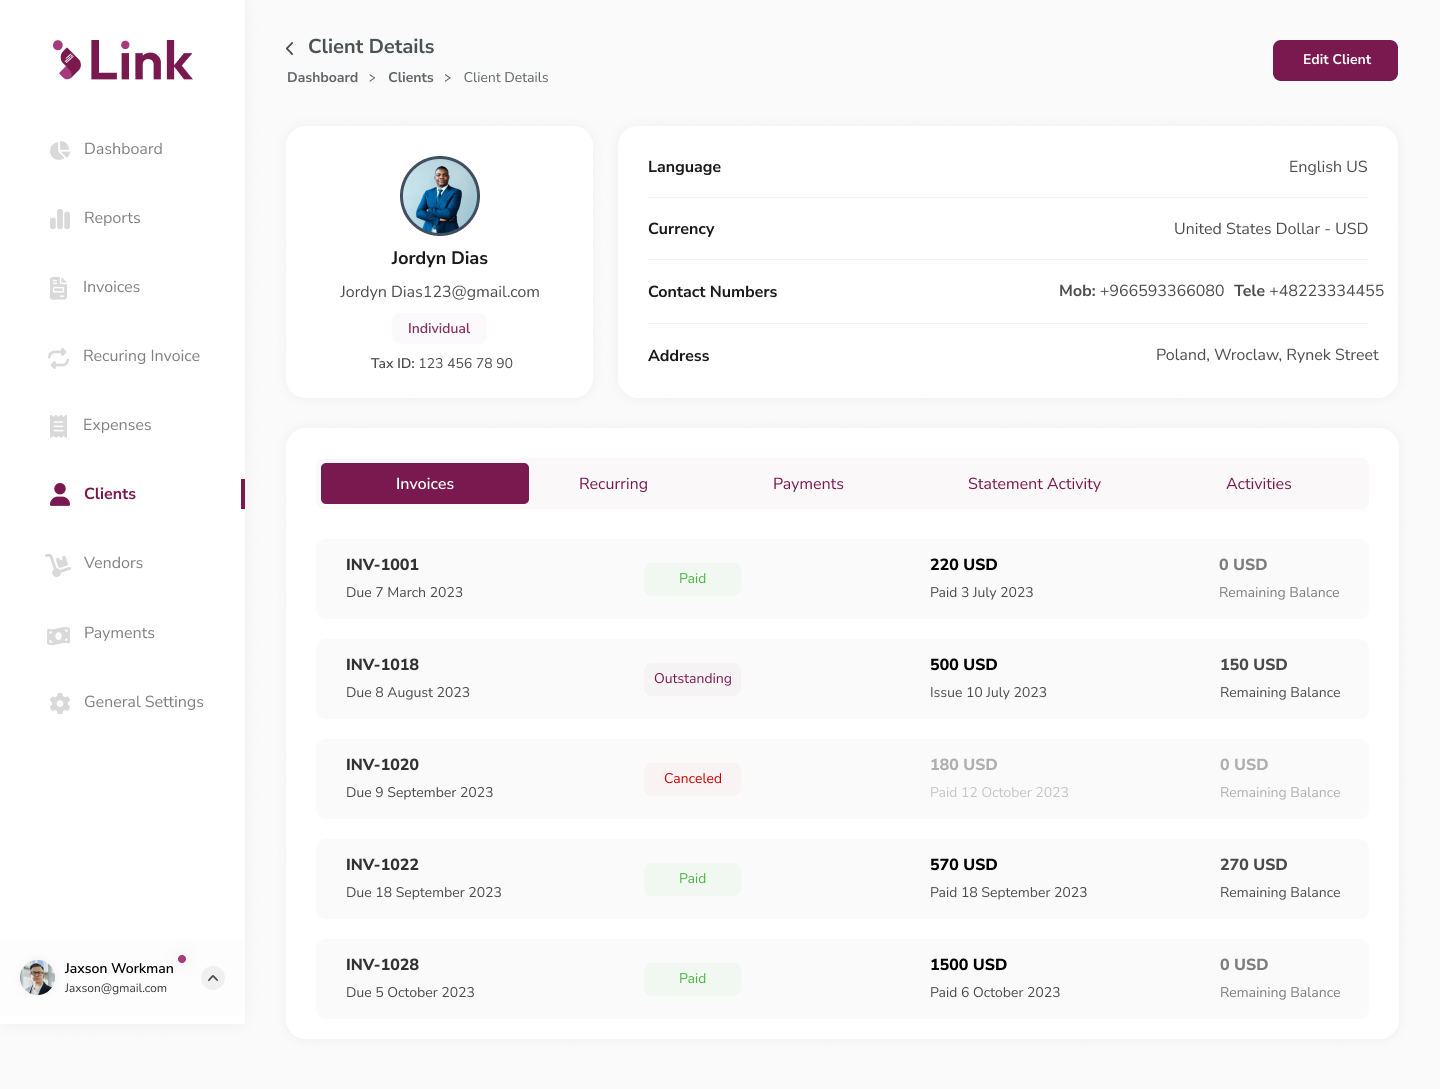 Link
Dashboard
Reports
Invoices
Recuring Invoice
Expenses
Clients
Vendors
Payments
General Settings
Jaxson Workman
Jaxson@gmail.com
Client Details
Dashboard > Clients > Client Details
Edit Client
Jordyn Dias
Jordyn Dias123@gmail.com
Individual
Tax ID: 123 456 78 90
Language English US
Currency United States Dollar - USD
Contact Numbers Mob: +966593366080 Tele +48223334455
Address Poland, Wroclaw, Rynek Street
Invoices Recurring Payments Statement Activity Activities
INV-1001 Paid 220 USD 0 USD
Due 7 March 2023 Paid 3 July 2023 Remaining Balance
INV-1018 Outstanding 500 USD 150 USD
Due 8 August 2023 Issue 10 July 2023 Remaining Balance
INV-1020 Canceled 180 USD 0 USD
Due 9 September 2023 Paid 12 October 2023 Remaining Balance
INV-1022 Paid 570 USD 270 USD
Due 18 September 2023 Paid 18 September 2023 Remaining Balance
INV-1028 Paid 1500 USD 0 USD
Due 5 October 2023 Paid 6 October 2023 Remaining Balance